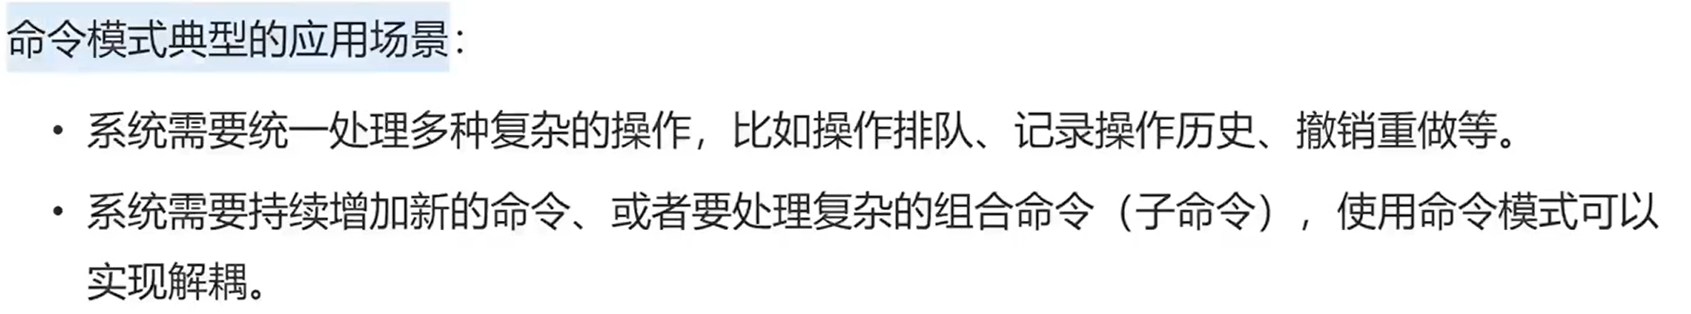 命令模式典型的应用场景：
• 系统需要统一处理多种复杂的操作，比如操作排队、记录操作历史、撤销重做等。
• 系统需要持续增加新的命令、或者要处理复杂的组合命令（子命令），使用命令模式可以
实现解耦。